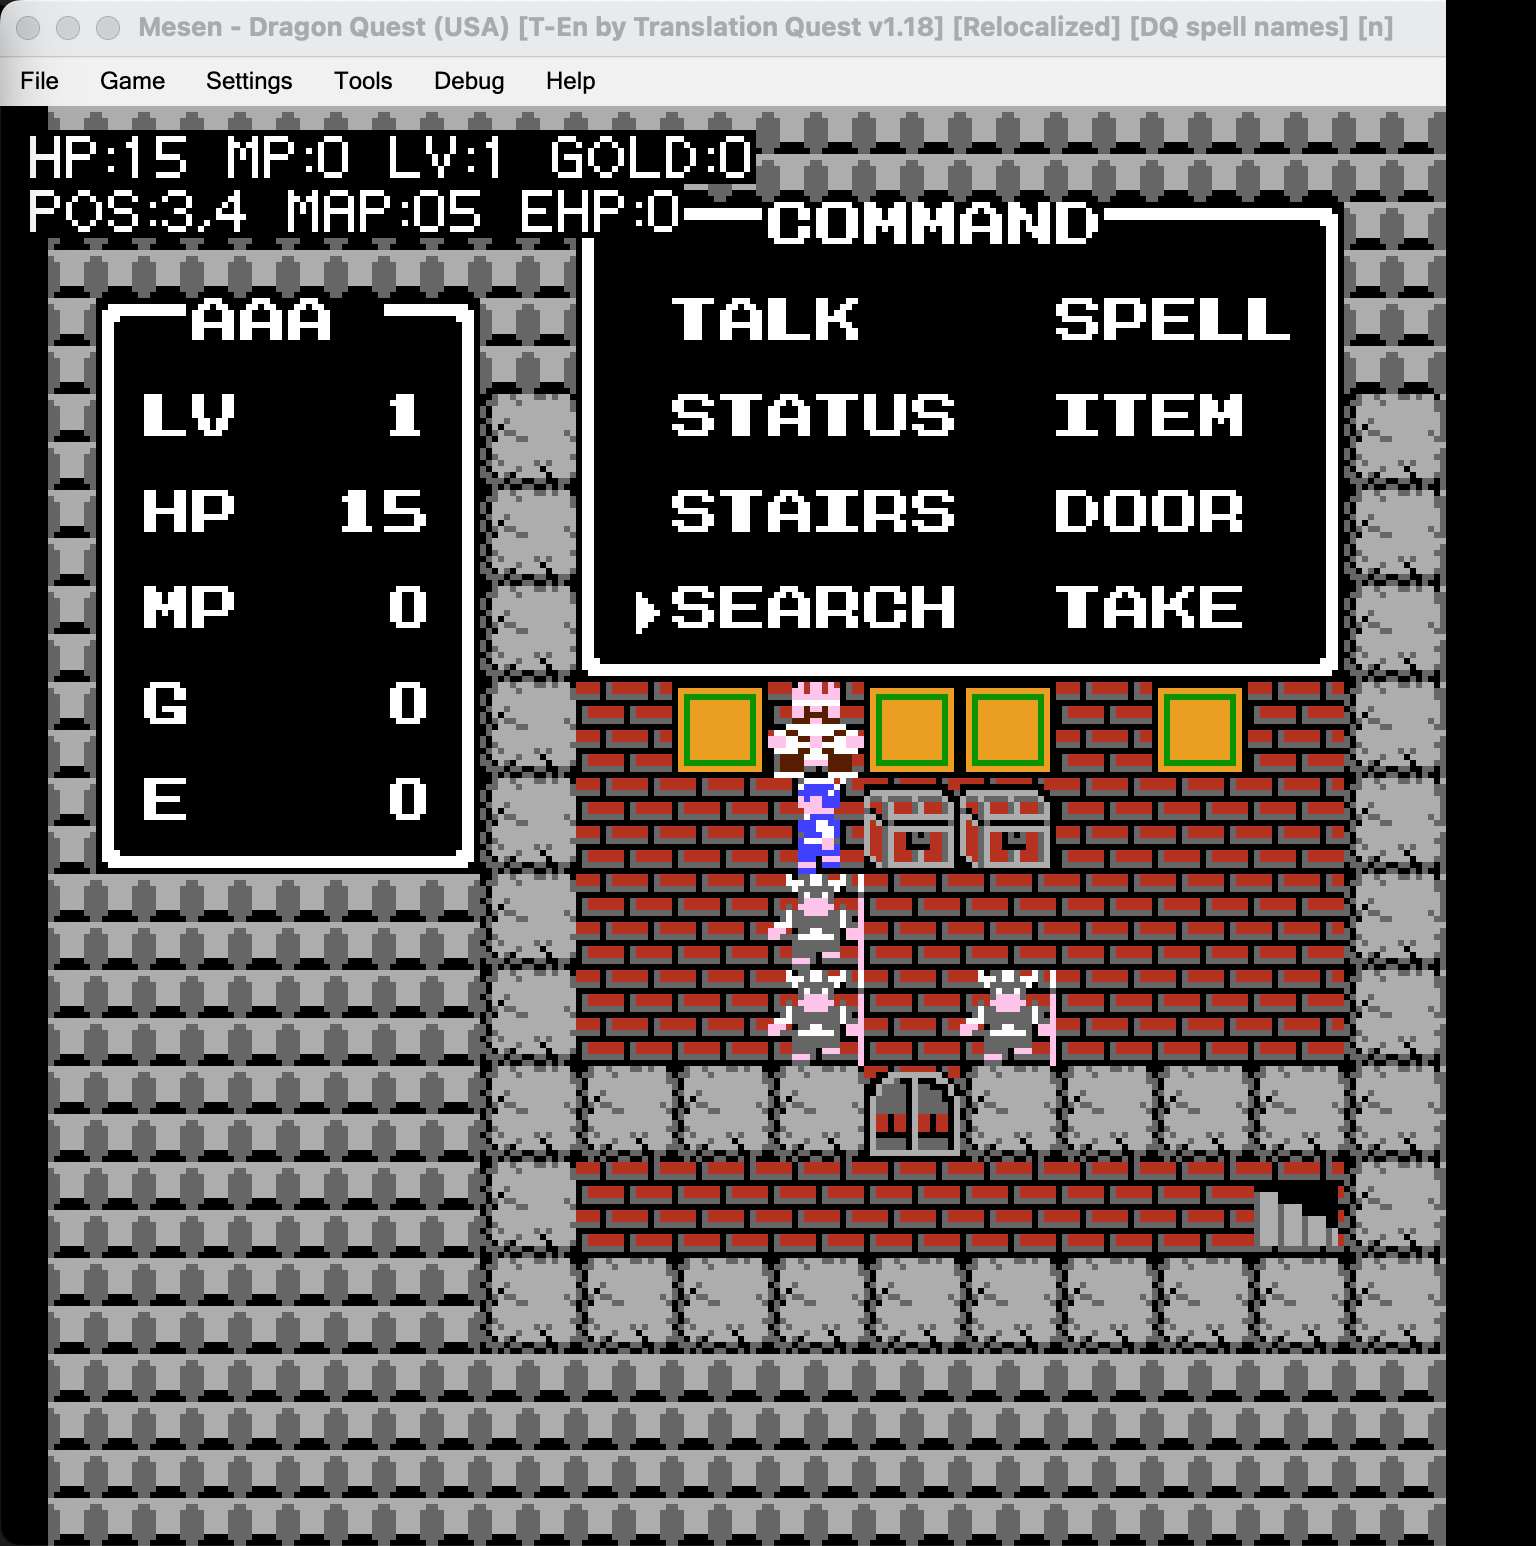 Mesen - Dragon Quest (USA) [T-En by Translation Quest v1.18] [Relocalized] [DQ spell names] [n]
File Game Settings Tools Debug Help
HP:15 MP:0 LV:1 GOLD:0
POS:3,4 MAP:05 EHP:0
COMMAND
TALK SPELL
STATUS ITEM
STAIRS DOOR
SEARCH TAKE
AAA
LV 1
HP 15
MP 0
G 0
E 0